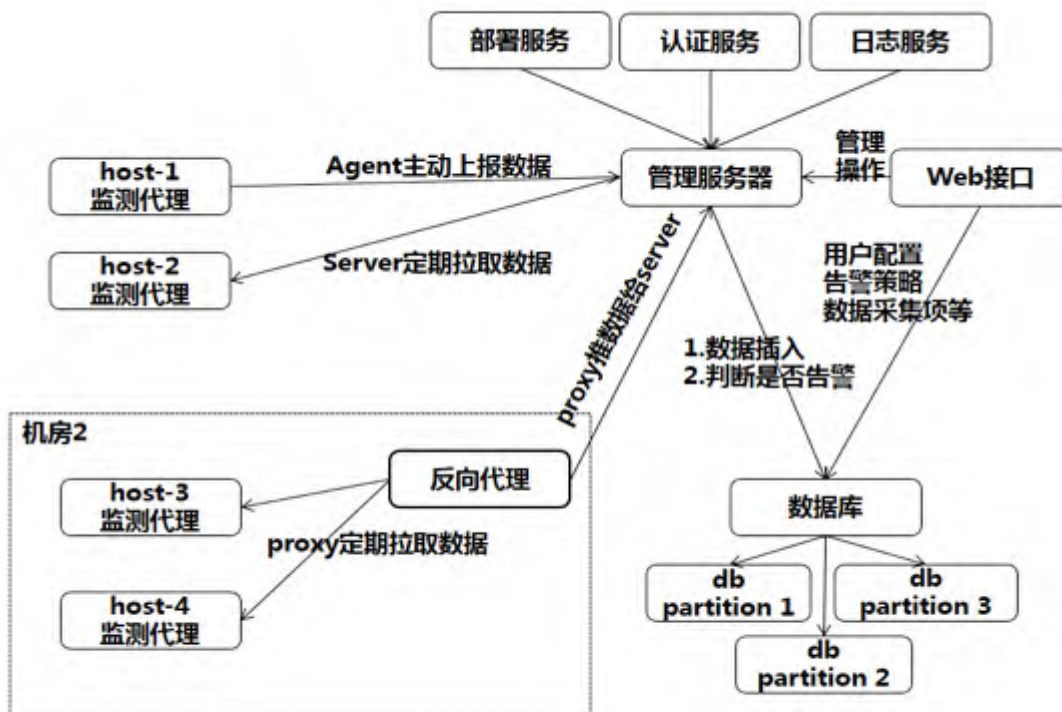 部署服务
认证服务
日志服务
host-1
监测代理
Agent主动上报数据
管理服务器
管理
操作
Web接口
host-2
监测代理
Server定期拉取数据
proxy推数据给server
用户配置
告警策略
数据采集项等
1.数据插入
2.判断是否告警
机房2
反向代理
host-3
监测代理
proxy定期拉取数据
host-4
监测代理
数据库
db
partition 1
db
partition 3
db
partition 2